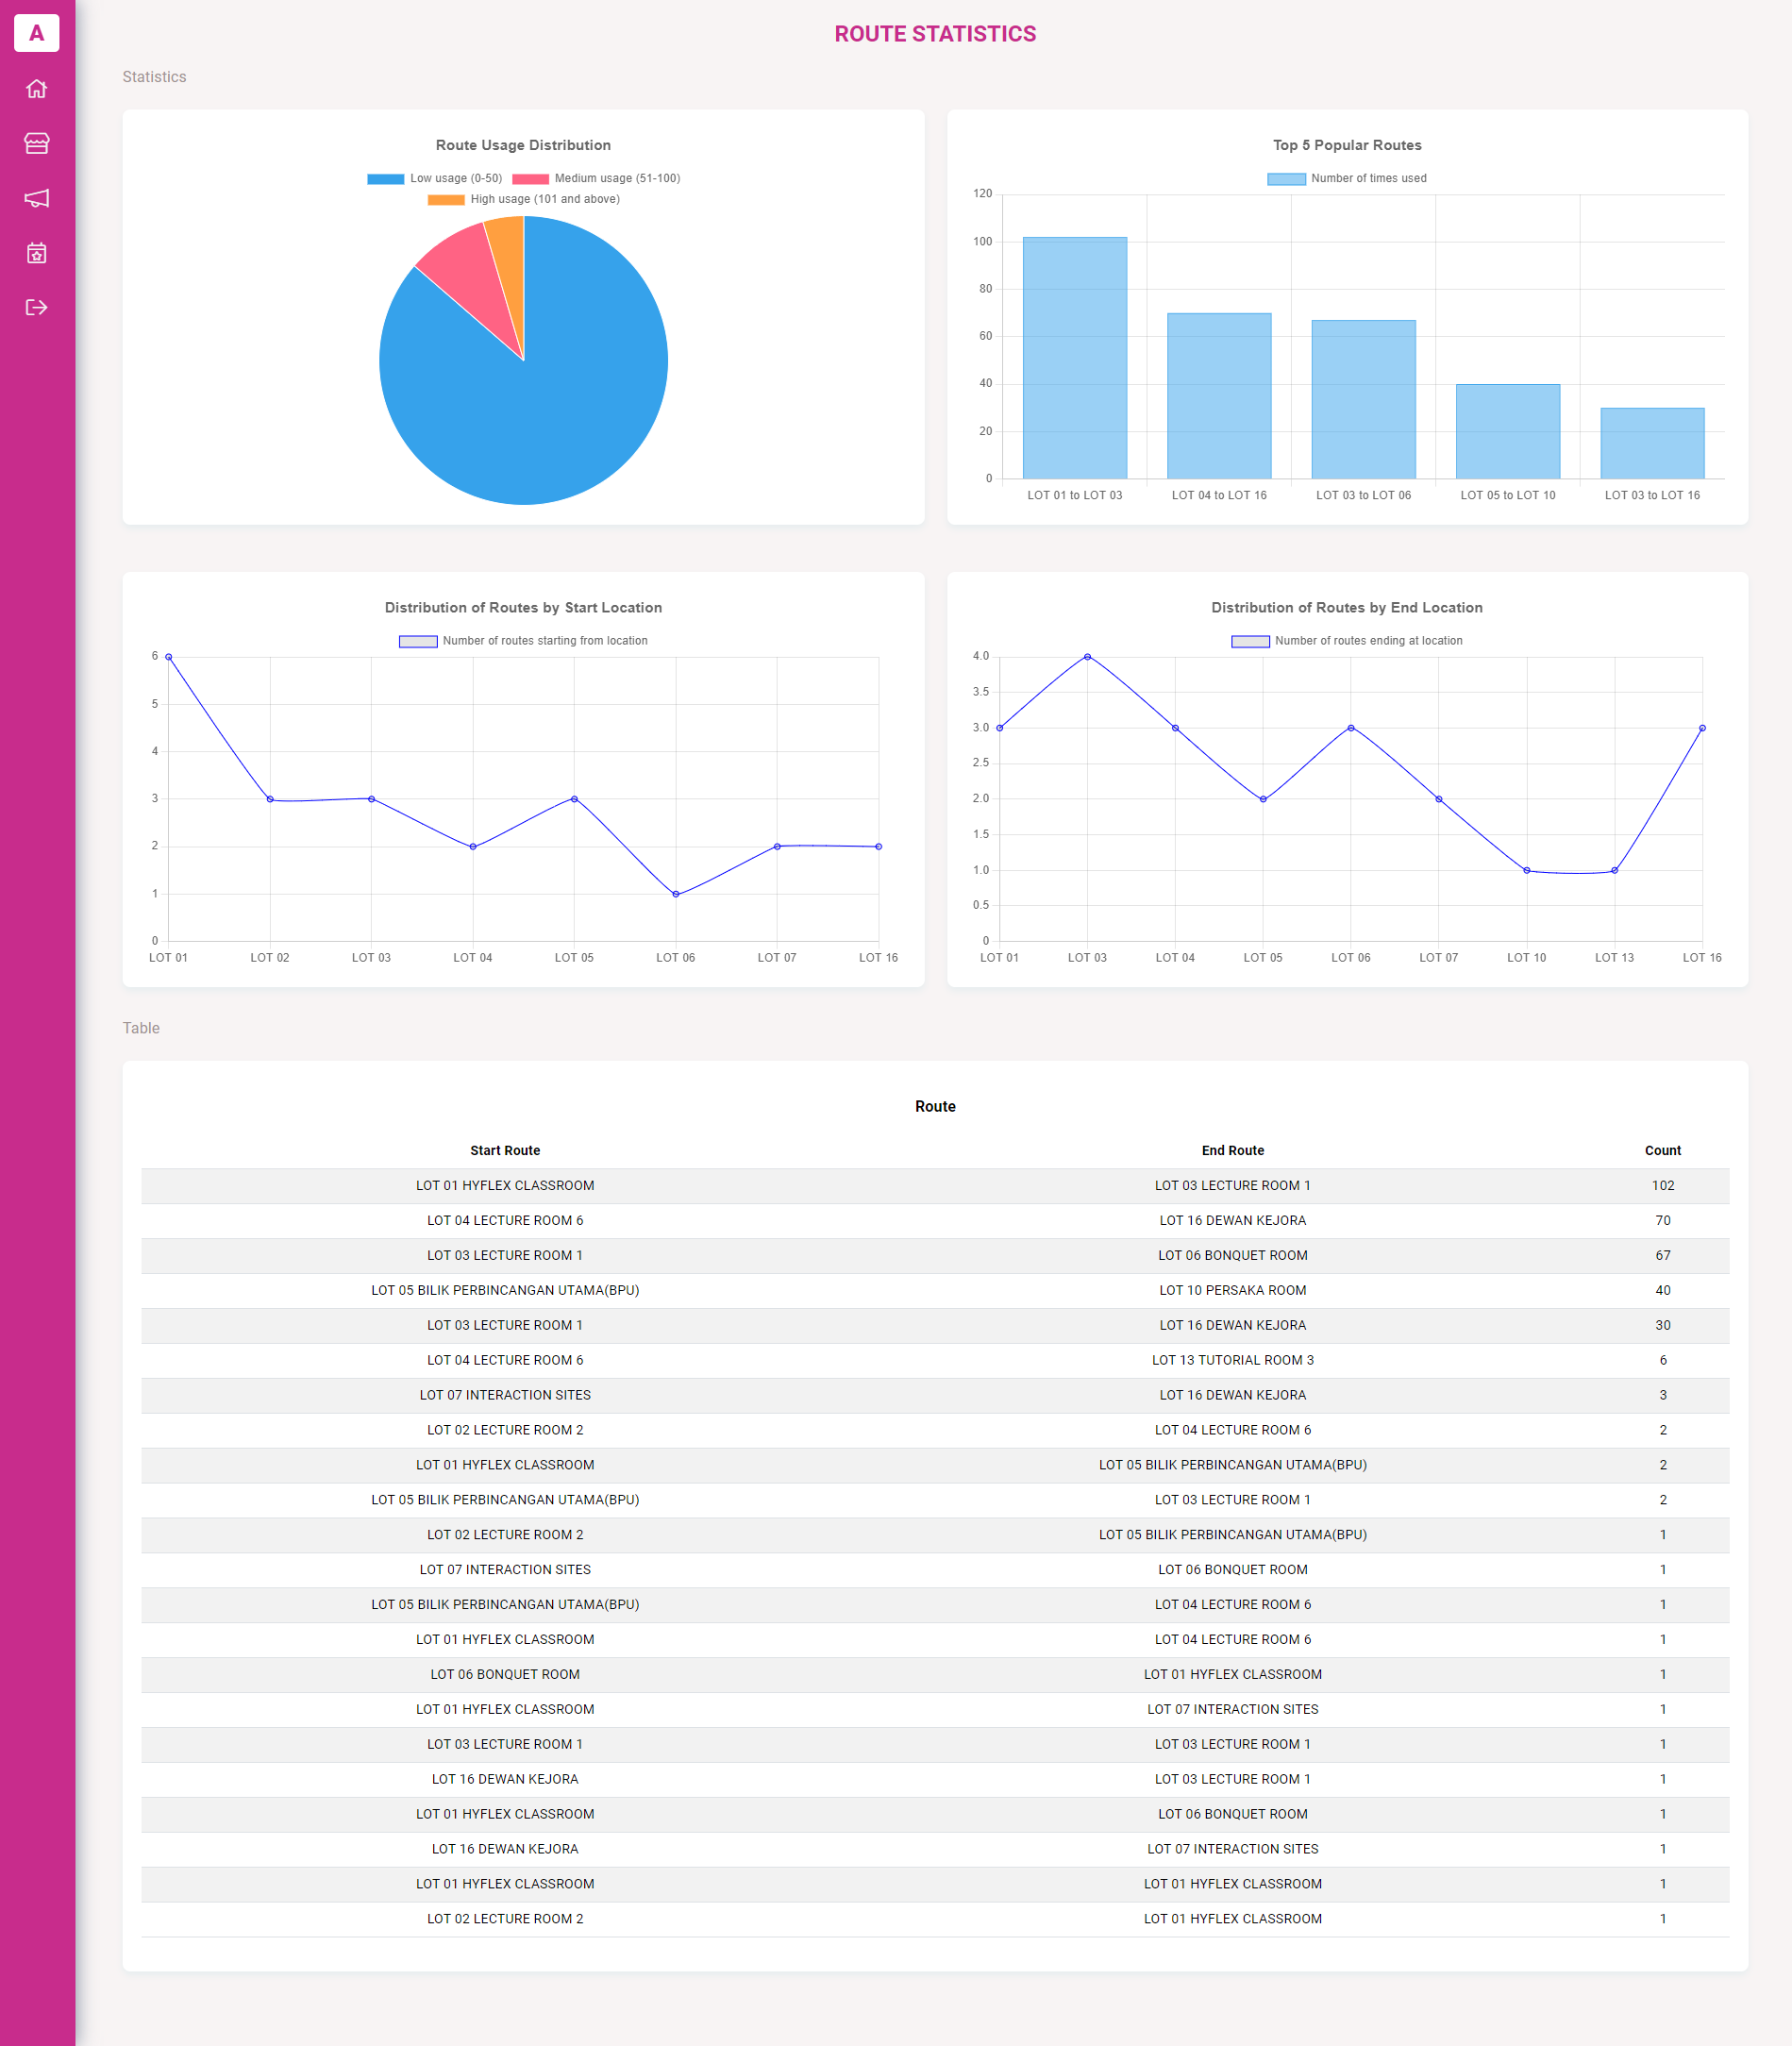 A
ROUTE STATISTICS
Statistics
Route Usage Distribution
Low usage (0-50) Medium usage (51-100)
High usage (101 and above)
Top 5 Popular Routes
Number of times used
120
100
80
60
40
20
0
LOT 01 to LOT 03 LOT 04 to LOT 16 LOT 03 to LOT 06 LOT 05 to LOT 10 LOT 03 to LOT 16
Distribution of Routes by Start Location
Number of routes starting from location
6
5
4
3
2
1
0
LOT 01 LOT 02 LOT 03 LOT 04 LOT 05 LOT 06 LOT 07 LOT 16
Distribution of Routes by End Location
Number of routes ending at location
4.0
3.5
3.0
2.5
2.0
1.5
1.0
0.5
0
LOT 01 LOT 03 LOT 04 LOT 05 LOT 06 LOT 07 LOT 10 LOT 13 LOT 16
Table
Route
Start Route End Route Count
LOT 01 HYFLEX CLASSROOM LOT 03 LECTURE ROOM 1 102
LOT 04 LECTURE ROOM 6 LOT 16 DEWAN KEJORA 70
LOT 03 LECTURE ROOM 1 LOT 06 BONQUET ROOM 67
LOT 05 BILIK PERBINCANGAN UTAMA(BPU) LOT 10 PERSAKA ROOM 40
LOT 03 LECTURE ROOM 1 LOT 16 DEWAN KEJORA 30
LOT 04 LECTURE ROOM 6 LOT 13 TUTORIAL ROOM 3 6
LOT 07 INTERACTION SITES LOT 16 DEWAN KEJORA 3
LOT 02 LECTURE ROOM 2 LOT 04 LECTURE ROOM 6 2
LOT 01 HYFLEX CLASSROOM LOT 05 BILIK PERBINCANGAN UTAMA(BPU) 2
LOT 05 BILIK PERBINCANGAN UTAMA(BPU) LOT 03 LECTURE ROOM 1 2
LOT 02 LECTURE ROOM 2 LOT 05 BILIK PERBINCANGAN UTAMA(BPU) 1
LOT 07 INTERACTION SITES LOT 06 BONQUET ROOM 1
LOT 05 BILIK PERBINCANGAN UTAMA(BPU) LOT 04 LECTURE ROOM 6 1
LOT 01 HYFLEX CLASSROOM LOT 04 LECTURE ROOM 6 1
LOT 06 BONQUET ROOM LOT 01 HYFLEX CLASSROOM 1
LOT 01 HYFLEX CLASSROOM LOT 07 INTERACTION SITES 1
LOT 03 LECTURE ROOM 1 LOT 03 LECTURE ROOM 1 1
LOT 16 DEWAN KEJORA LOT 03 LECTURE ROOM 1 1
LOT 01 HYFLEX CLASSROOM LOT 06 BONQUET ROOM 1
LOT 16 DEWAN KEJORA LOT 07 INTERACTION SITES 1
LOT 01 HYFLEX CLASSROOM LOT 01 HYFLEX CLASSROOM 1
LOT 02 LECTURE ROOM 2 LOT 01 HYFLEX CLASSROOM 1